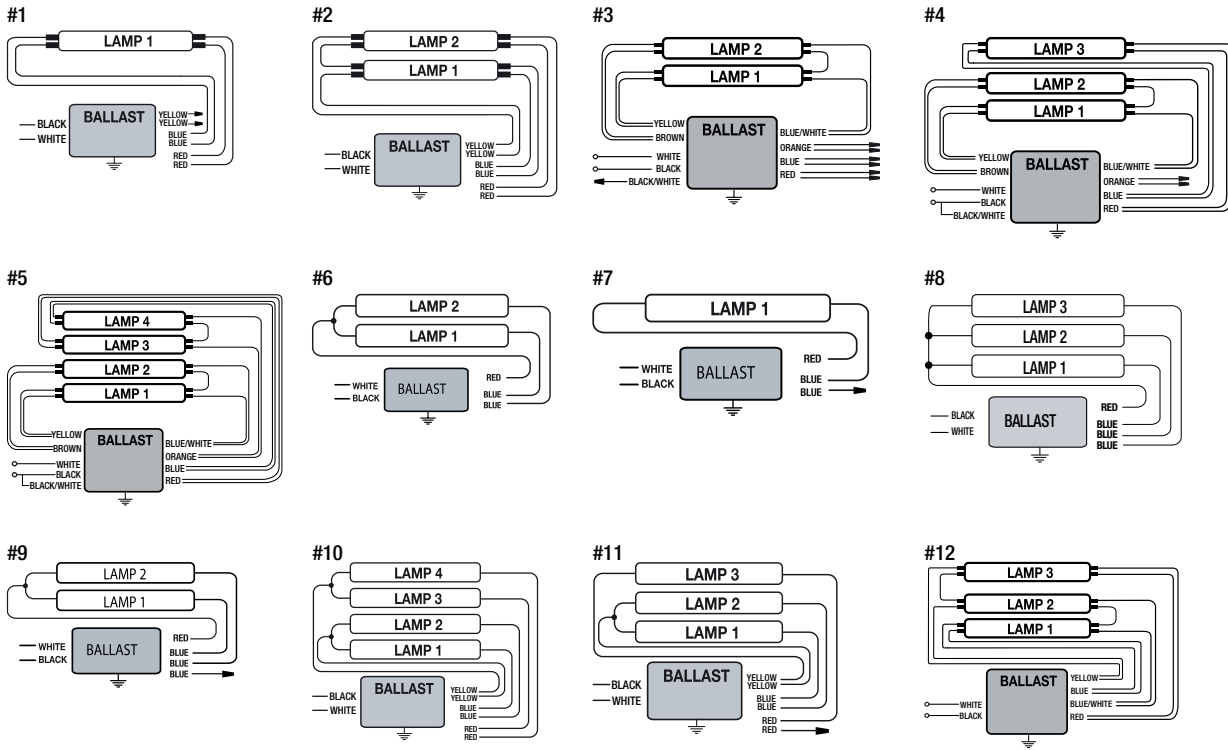 #1
LAMP 1
BALLAST
BLACK
WHITE
YELLOW
YELLOW
BLUE
BLUE
RED
RED
#2
LAMP 2
LAMP 1
BALLAST
BLACK
WHITE
YELLOW
YELLOW
BLUE
BLUE
RED
RED
#3
LAMP 2
LAMP 1
YELLOW
BROWN
WHITE
BLACK
BLACK/WHITE
BALLAST
BLUE/WHITE
ORANGE
BLUE
RED
#4
LAMP 3
LAMP 2
LAMP 1
YELLOW
BROWN
WHITE
BLACK
BLACK/WHITE
BALLAST
BLUE/WHITE
ORANGE
BLUE
RED
#5
LAMP 4
LAMP 3
LAMP 2
LAMP 1
YELLOW
BROWN
WHITE
BLACK
BLACK/WHITE
BALLAST
BLUE/WHITE
ORANGE
BLUE
RED
#6
LAMP 2
LAMP 1
WHITE
BLACK
BALLAST
RED
BLUE
BLUE
#7
LAMP 1
WHITE
BLACK
BALLAST
RED
BLUE
BLUE
#8
LAMP 3
LAMP 2
LAMP 1
BLACK
WHITE
BALLAST
RED
BLUE
BLUE
BLUE
#9
LAMP 2
LAMP 1
WHITE
BLACK
BALLAST
RED
BLUE
BLUE
BLUE
#10
LAMP 4
LAMP 3
LAMP 2
LAMP 1
BLACK
WHITE
BALLAST
YELLOW
YELLOW
BLUE
BLUE
RED
RED
#11
LAMP 3
LAMP 2
LAMP 1
BLACK
WHITE
BALLAST
YELLOW
YELLOW
BLUE
BLUE
RED
RED
#12
LAMP 3
LAMP 2
LAMP 1
WHITE
BLACK
BALLAST
YELLOW
BLUE
BLUE/WHITE
RED